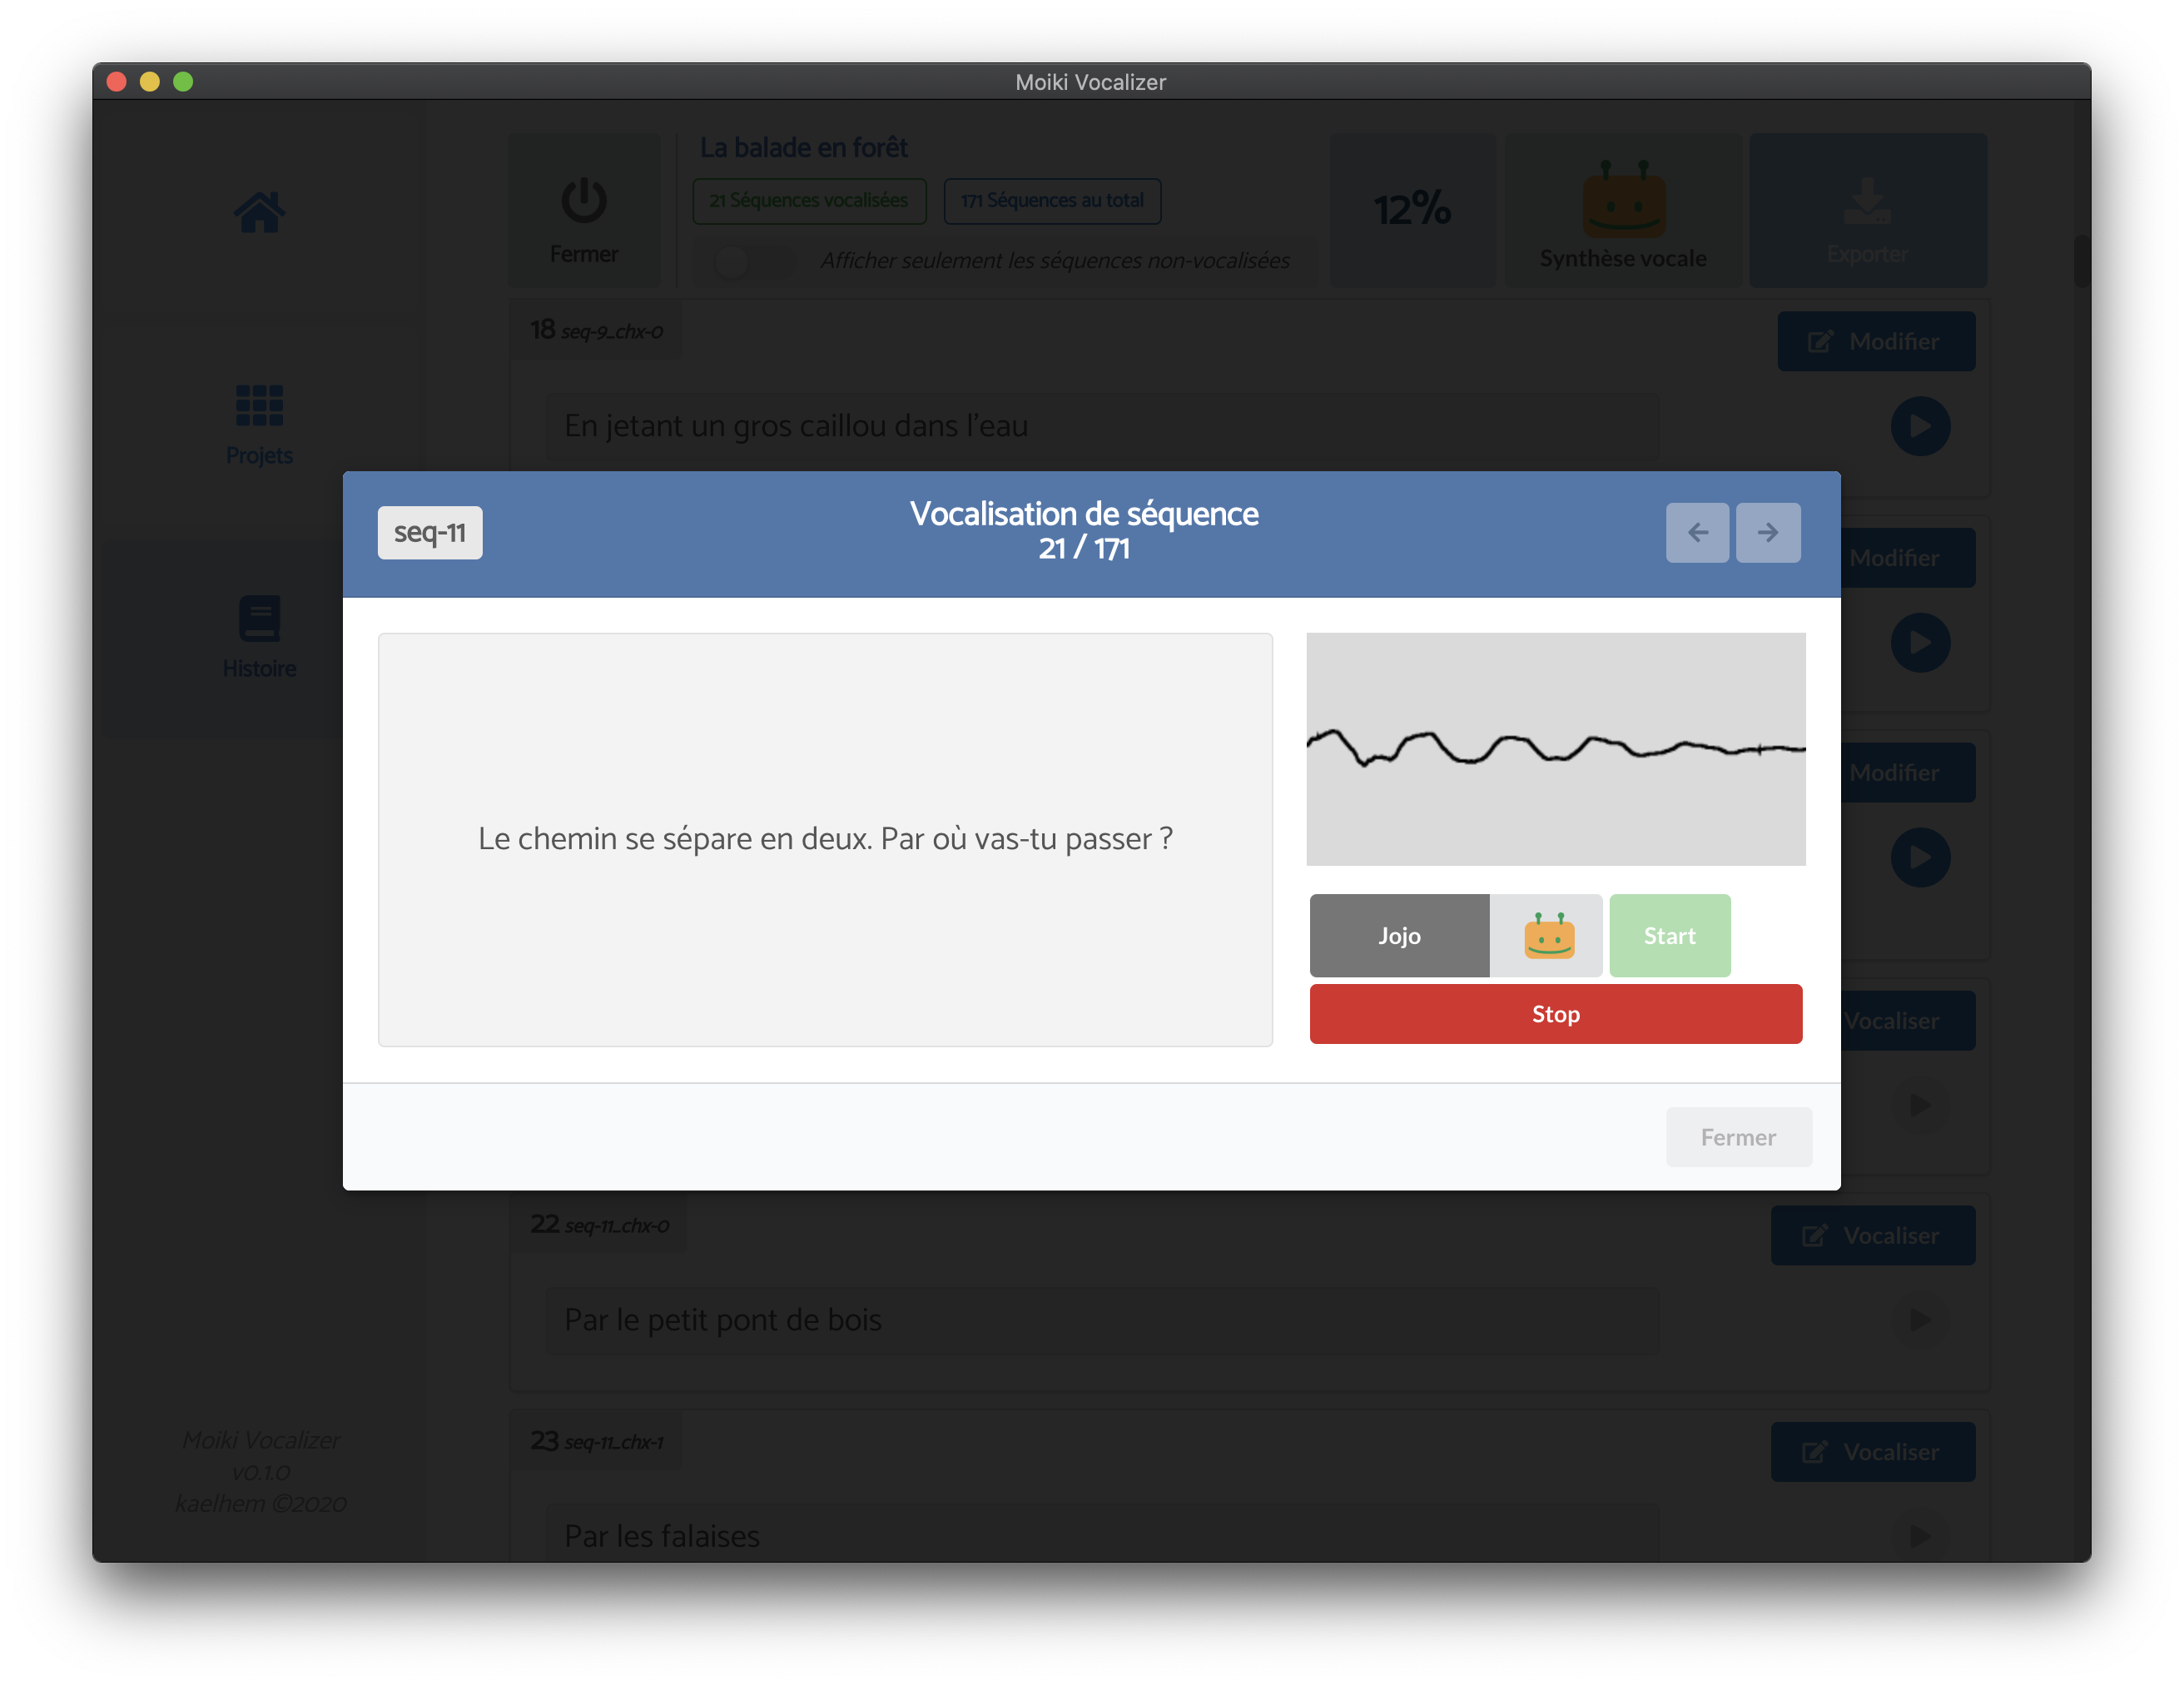 Moiki Vocalizer
La balade en forêt
21 Séquences vocalisées
171 Séquences au total
Afficher seulement les séquences non-vocalisées
Fermer
12%
Synthèse vocale
Exporter
Projets
Histoire
18 seq-9_chx-0
Modifier
En jetant un gros caillou dans l'eau
Modifier
Modifier
Vocaliser
seq-11
Vocalisation de séquence
21 / 171
Le chemin se sépare en deux. Par où vas-tu passer ?
Jojo
Start
Stop
Fermer
22 seq-11_chx-0
Vocaliser
Par le petit pont de bois
23 seq-11_chx-1
Vocaliser
Par les falaises
Moiki Vocalizer
v0.1.0
kaelhem ©2020